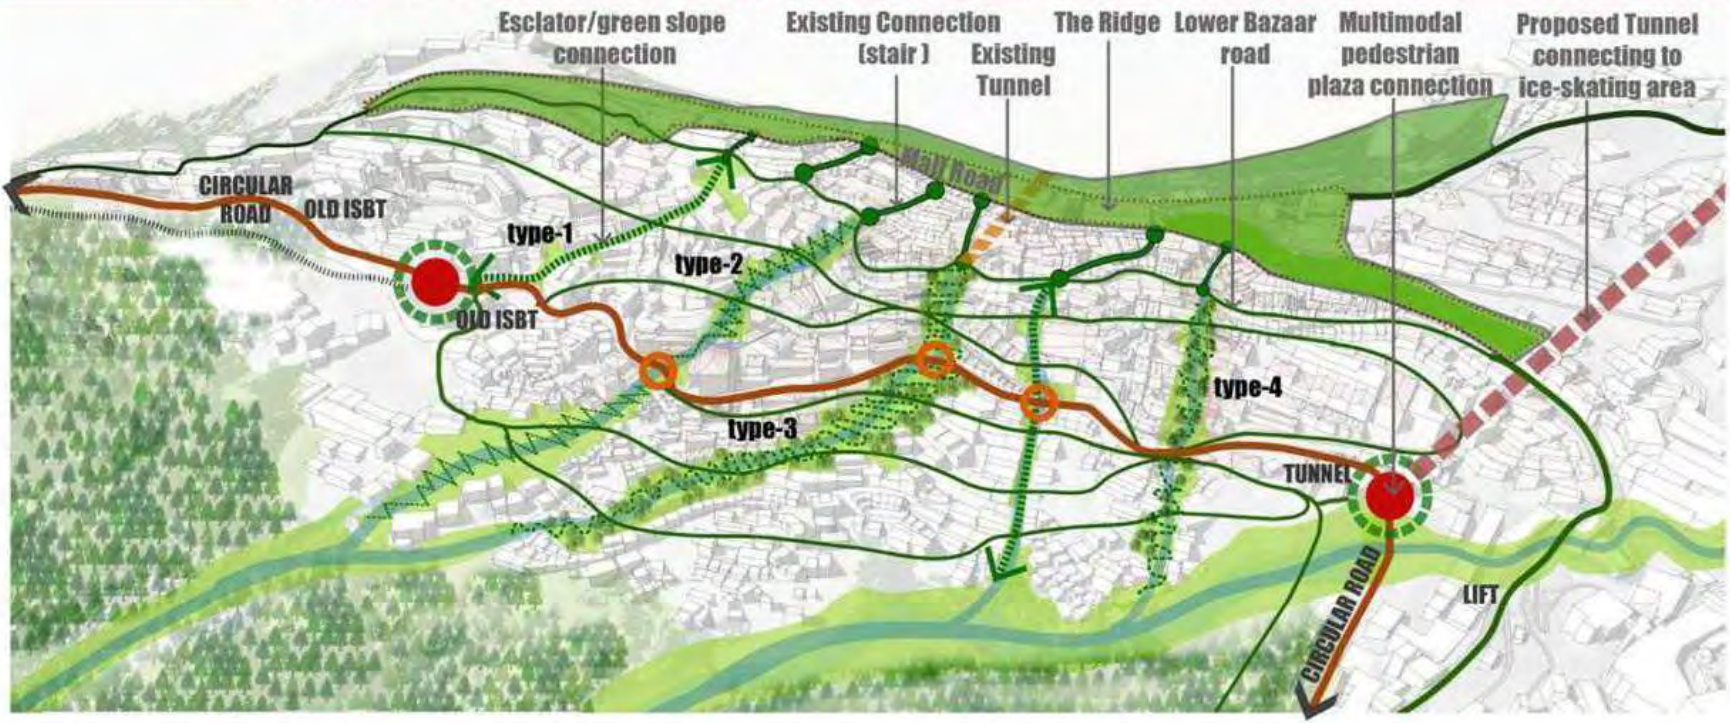 Esclator/green slope
connection
Existing Connection
(stair )
Existing
Tunnel
The Ridge
Lower Bazaar
road
Multimodal
pedestrian
plaza connection
Proposed Tunnel
connecting to
ice-skating area
Mall Road
CIRCULAR
ROAD
OLD ISBT
type-1
type-2
OLD ISBT
type-3
type-4
TUNNEL
CIRCULAR ROAD
LIFT